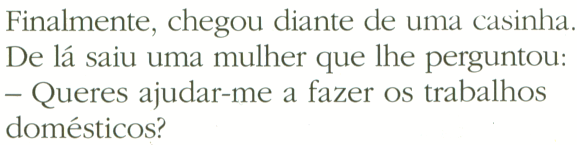 Finalmente, chegou diante de uma casinha.
De lá saiu uma mulher que lhe perguntou:
– Queres ajudar-me a fazer os trabalhos
domésticos?